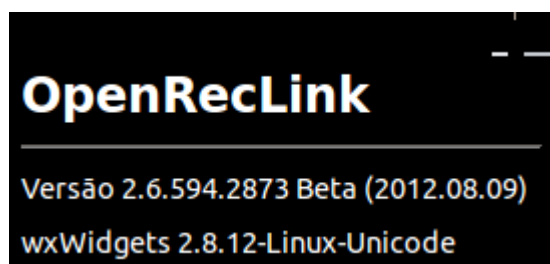 OpenRecLink
Versão 2.6.594.2873 Beta (2012.08.09)
wxWidgets 2.8.12-Linux-Unicode